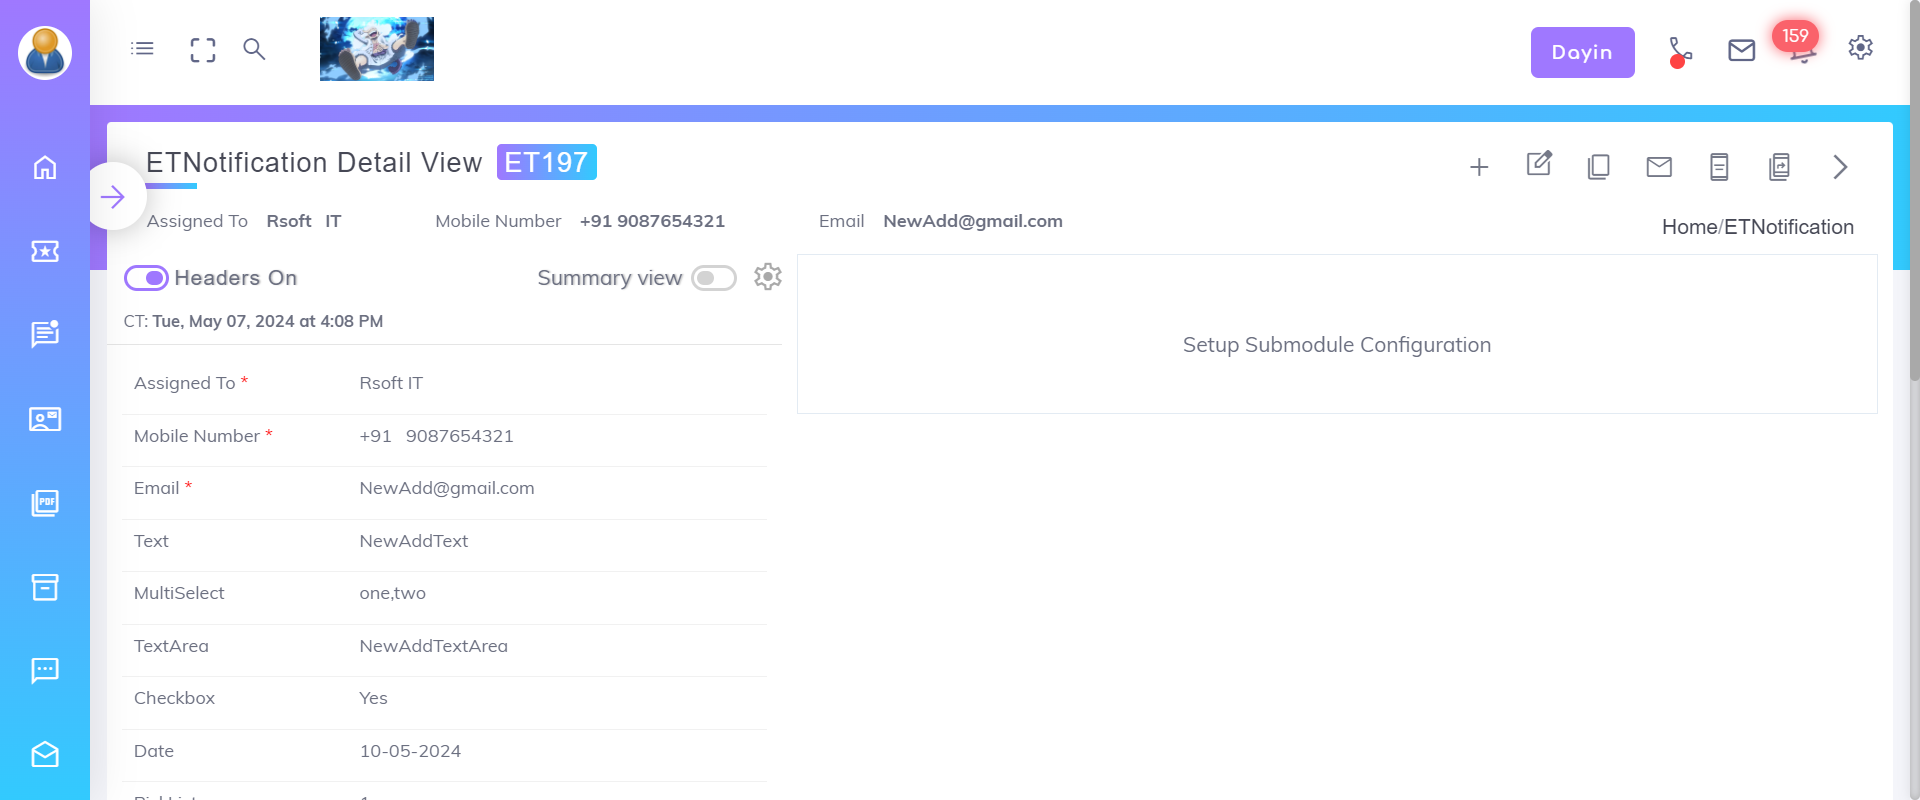 Dayin
159
ETNotification Detail View ET197
Assigned To Rsoft IT Mobile Number +91 9087654321 Email NewAdd@gmail.com
Home/ETNotification
Headers On Summary view
CT: Tue, May 07, 2024 at 4:08 PM
Setup Submodule Configuration
Assigned To * Rsoft IT
Mobile Number * +91 9087654321
Email * NewAdd@gmail.com
PDF
Text NewAddText
MultiSelect one,two
TextArea NewAddTextArea
Checkbox Yes
Date 10-05-2024